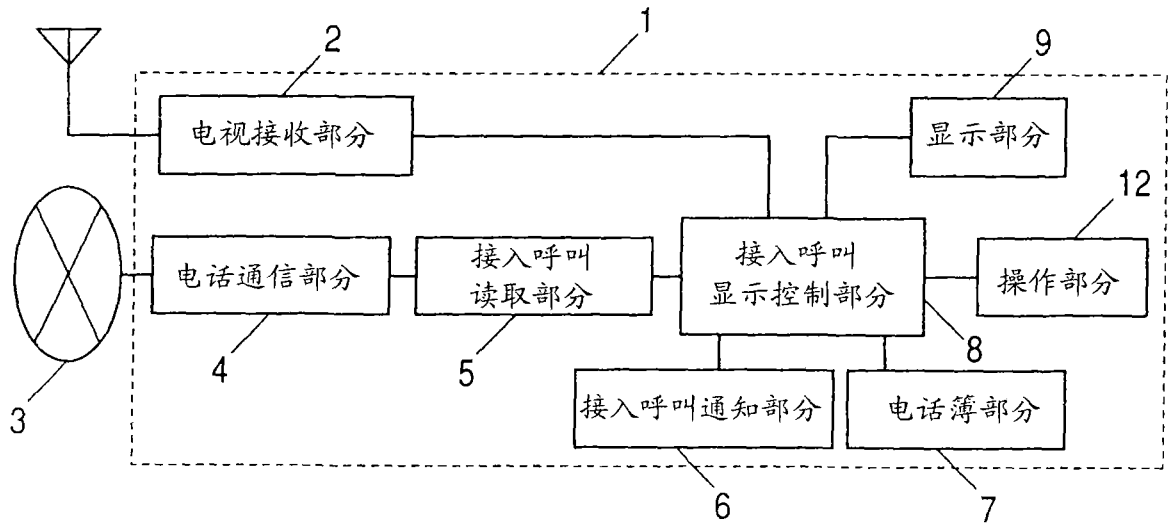 1
2
9
电视接收部分
显示部分
12
电话通信部分
接入呼叫
读取部分
接入呼叫
显示控制部分
操作部分
3
4
5
8
接入呼叫通知部分
电话簿部分
6
7